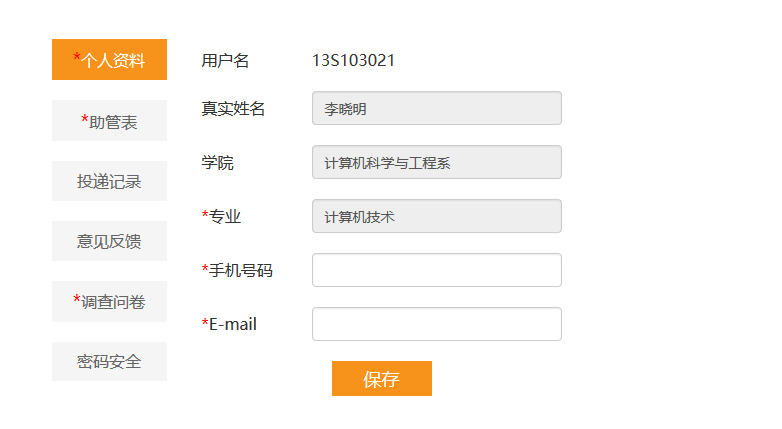 *个人资料
*助管表
投递记录
意见反馈
*调查问卷
密码安全
用户名 13S103021
真实姓名 李晓明
学院 计算机科学与工程系
*专业 计算机技术
*手机号码
*E-mail
保存